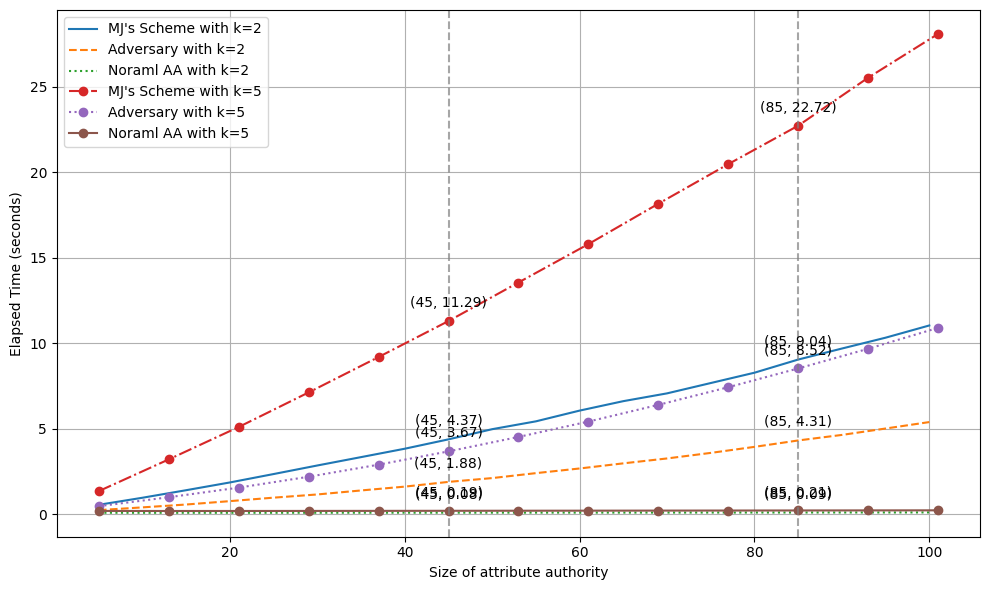 MJ's Scheme with k=2
Adversary with k=2
Noraml AA with k=2
MJ's Scheme with k=5
Adversary with k=5
Noraml AA with k=5
Elapsed Time (seconds)
25
20
15
10
5
0
(85, 22.72)
(45, 11.29)
(85, 9.04)
(85, 8.52)
(45, 4.37)
(45, 3.67)
(85, 4.31)
(45, 1.88)
(45, 0.08)
20
40
60
80
100
Size of attribute authority